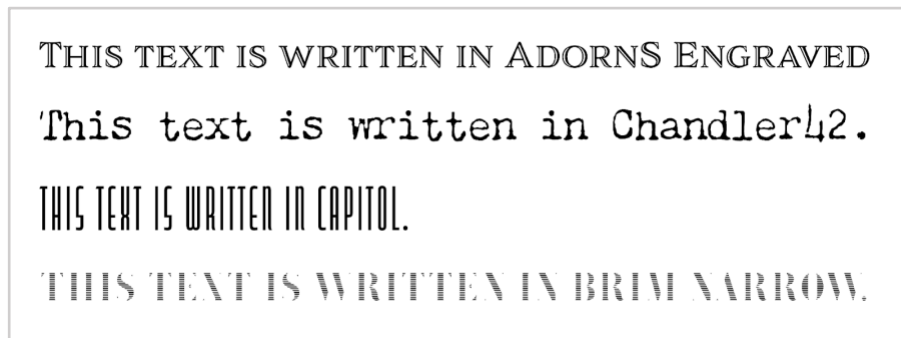 This text is written in AdornS Engraved
This text is written in Chandler42.
THIS TEXT IS WRITTEN IN CAPITOL.
THIS TEXT IS WRITTEN IN BRIM NARROW.